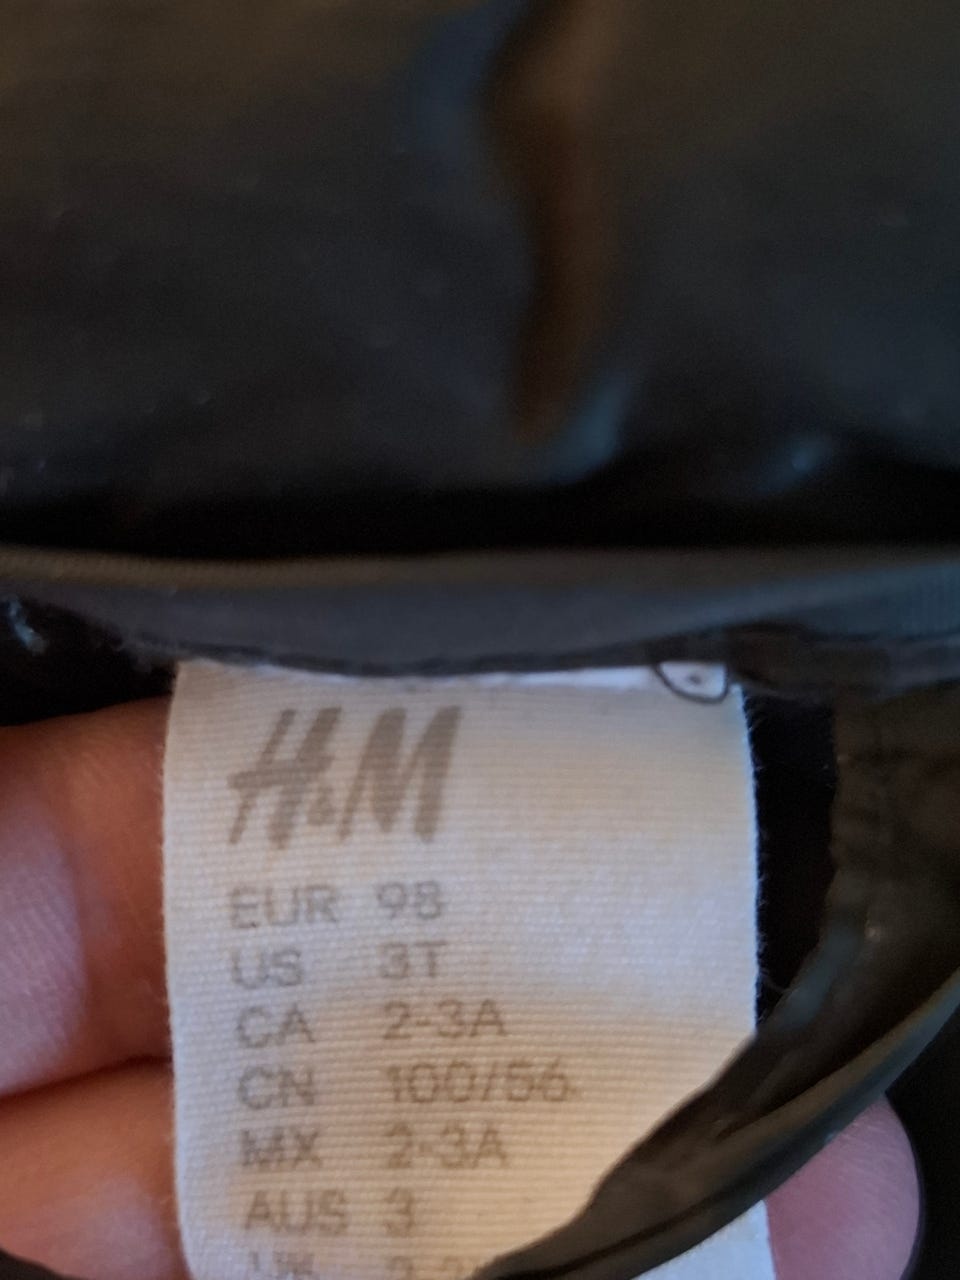 H&M
EUR 98
US 3T
CA 2-3A
CN 100/56
MX 2-3A
AUS 3